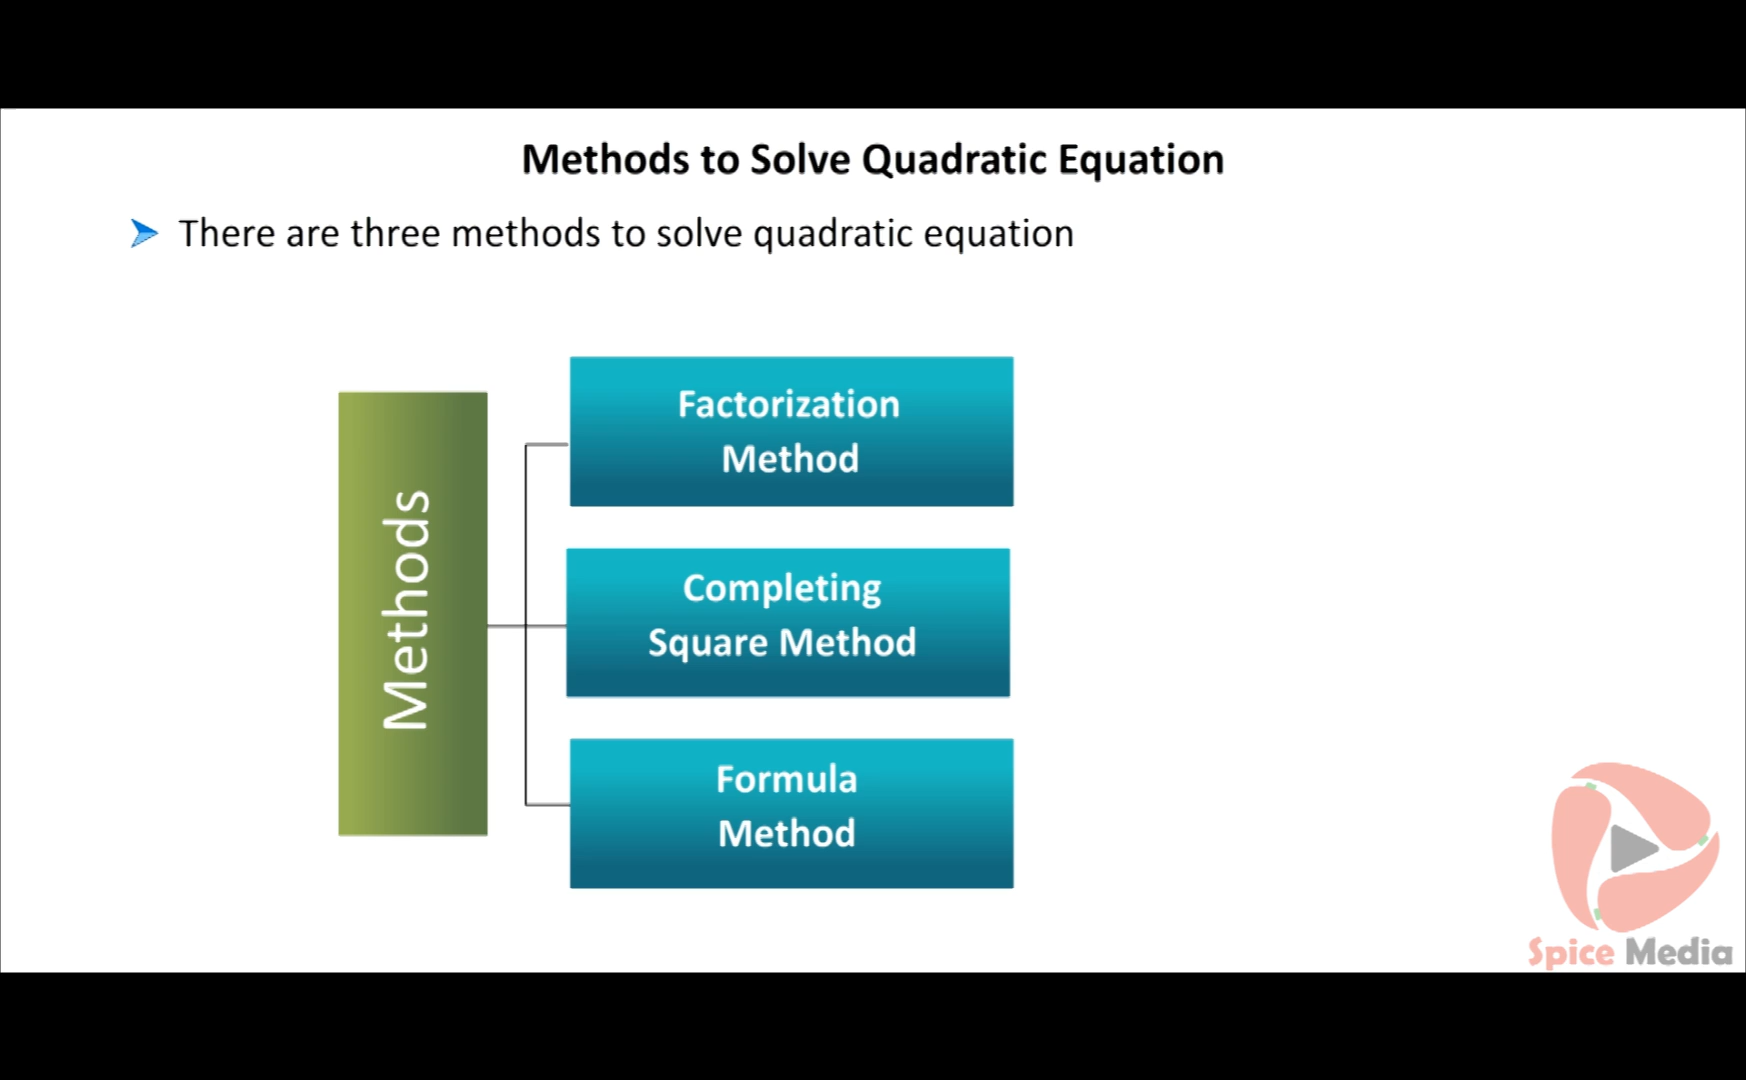 Methods to Solve Quadratic Equation
There are three methods to solve quadratic equation
Methods
Factorization
Method
Completing
Square Method
Formula
Method
Spice Media